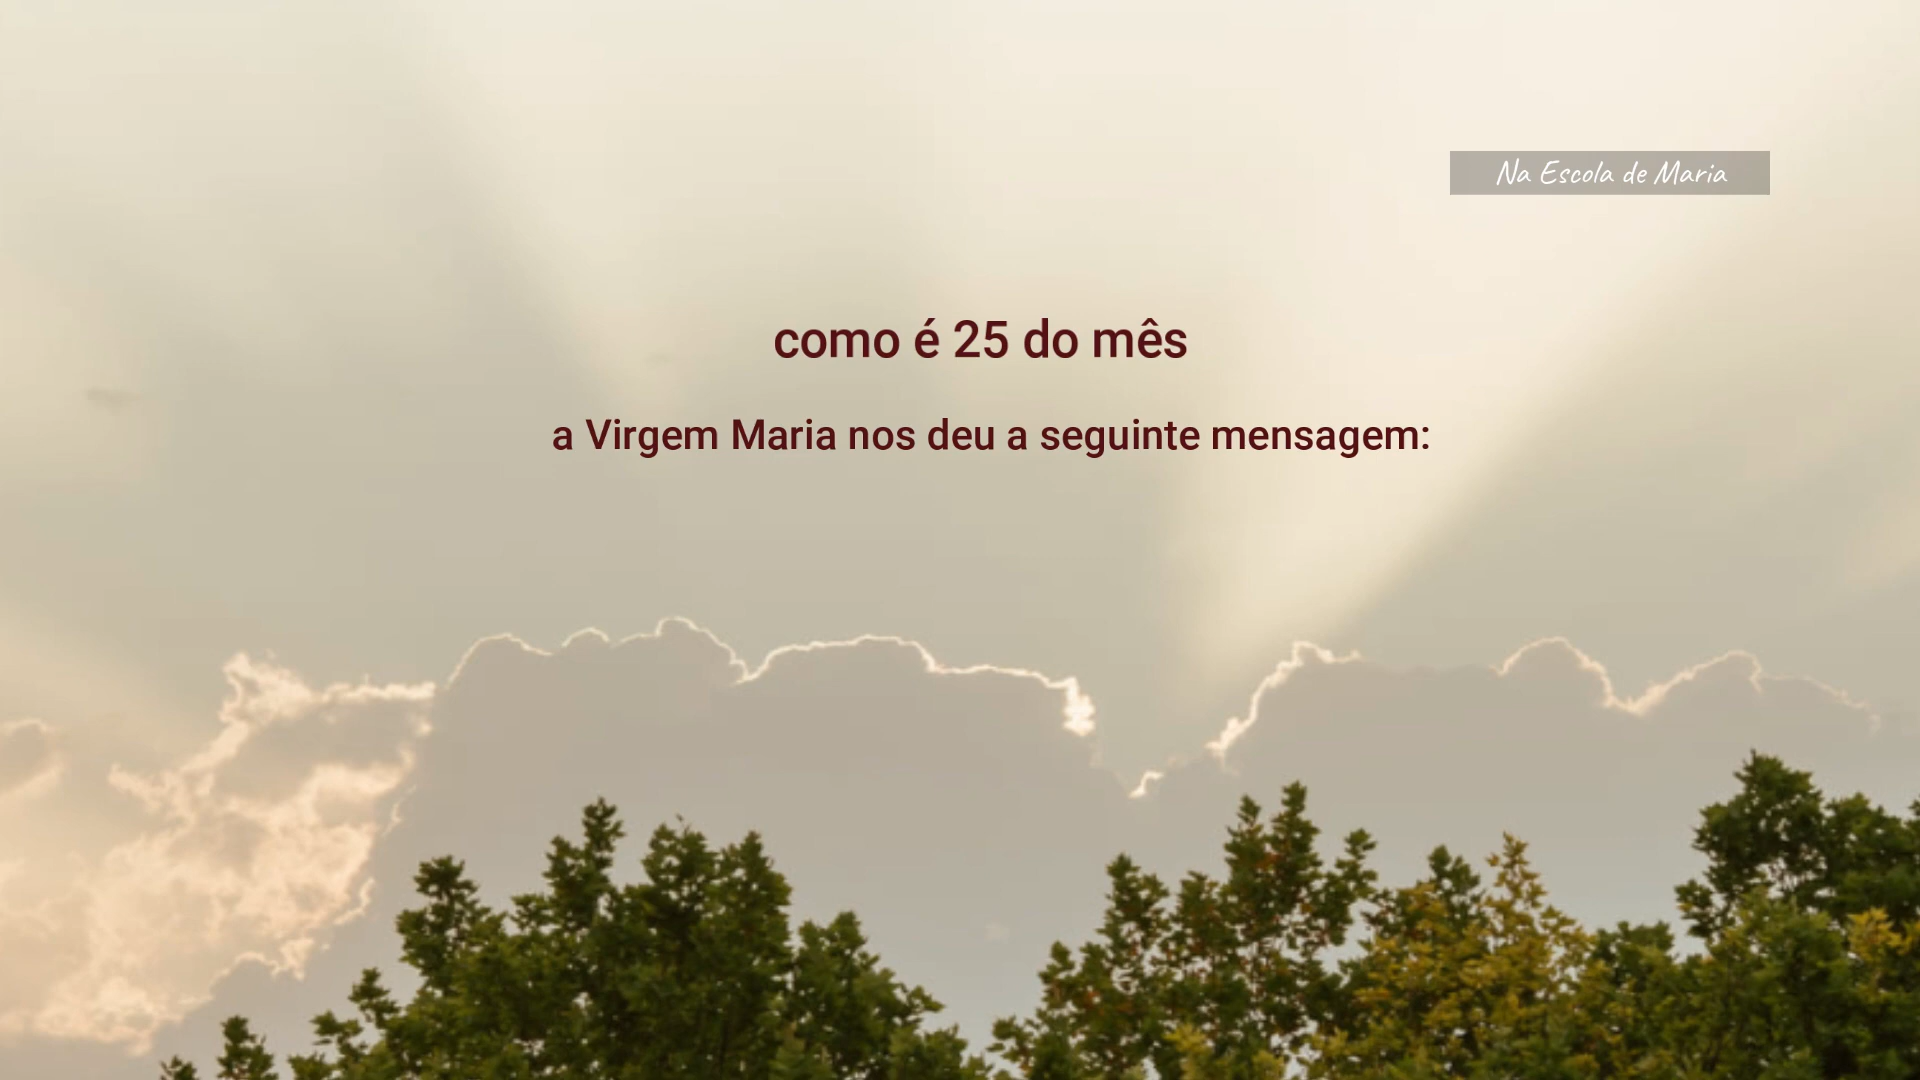 Na Escola de Maria
como é 25 do mês
a Virgem Maria nos deu a seguinte mensagem: